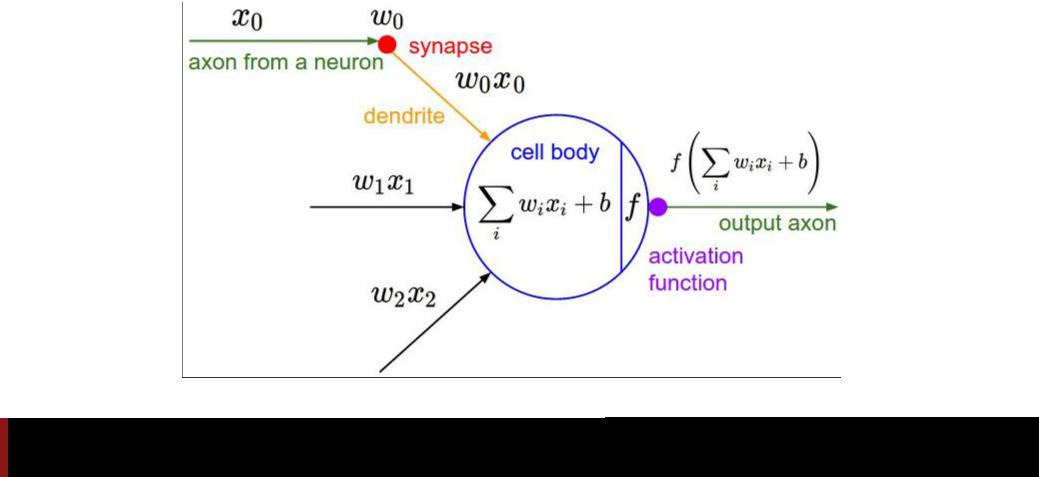 x₀ w₀
synapse
axon from a neuron
w₀x₀
dendrite
cell body
f(∑ᵢ wᵢxᵢ + b)
w₁x₁
∑ᵢ wᵢxᵢ + b f
output axon
activation
function
w₂x₂